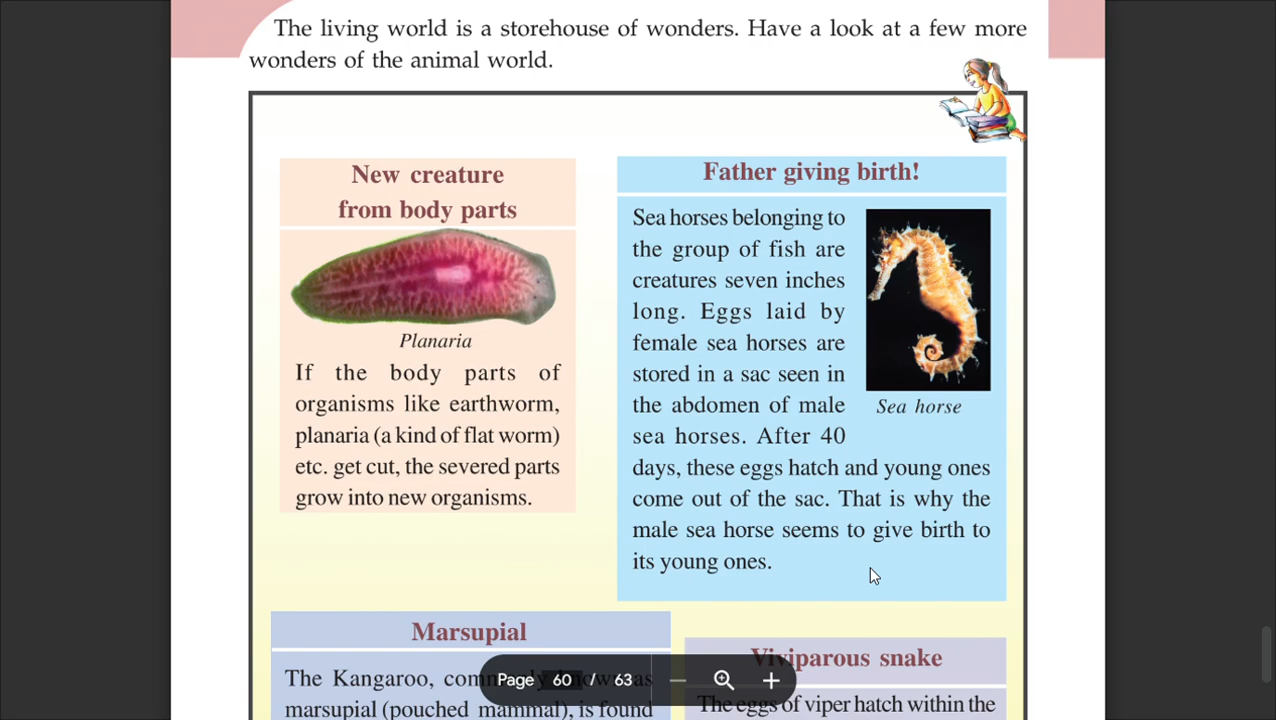 The living world is a storehouse of wonders. Have a look at a few more
wonders of the animal world.
New creature
from body parts
Planaria
If the body parts of
organisms like earthworm,
planaria (a kind of flat worm)
etc. get cut, the severed parts
grow into new organisms.
Father giving birth!
Sea horses belonging to
the group of fish are
creatures seven inches
long. Eggs laid by
female sea horses are
stored in a sac seen in
the abdomen of male
sea horses. After 40
days, these eggs hatch and young ones
come out of the sac. That is why the
male sea horse seems to give birth to
its young ones.
Sea horse
Marsupial
The Kangaroo, as
marsupial (pouched mammal), is found
Viviparous snake
The eggs of viper hatch within the
Page 60 / 63